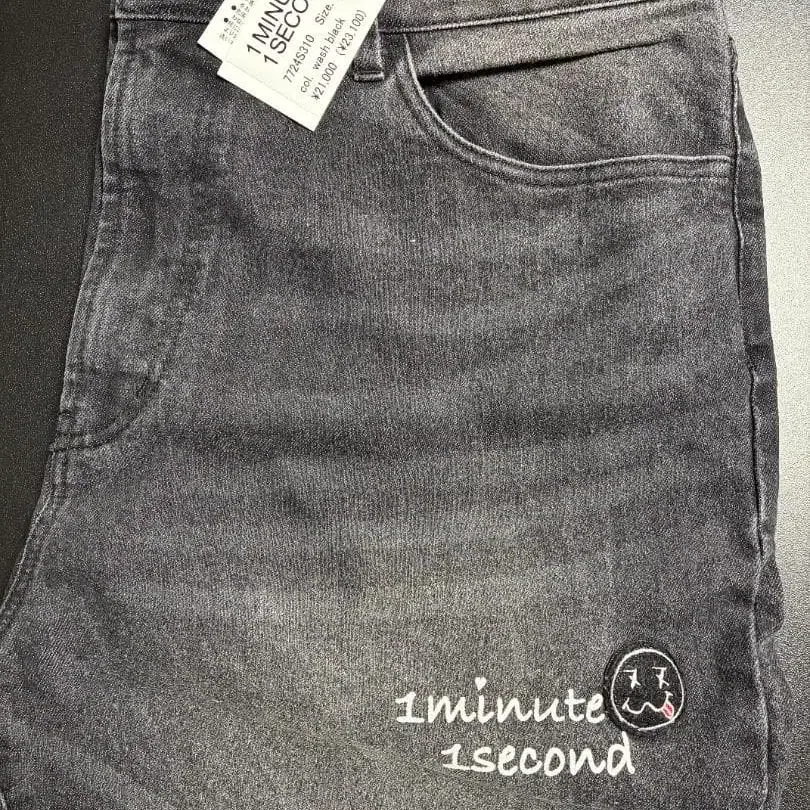 1MINU
1SECO
7724S310 Size.
col. wash black
¥21,000 (¥23,100)
1minute
1second